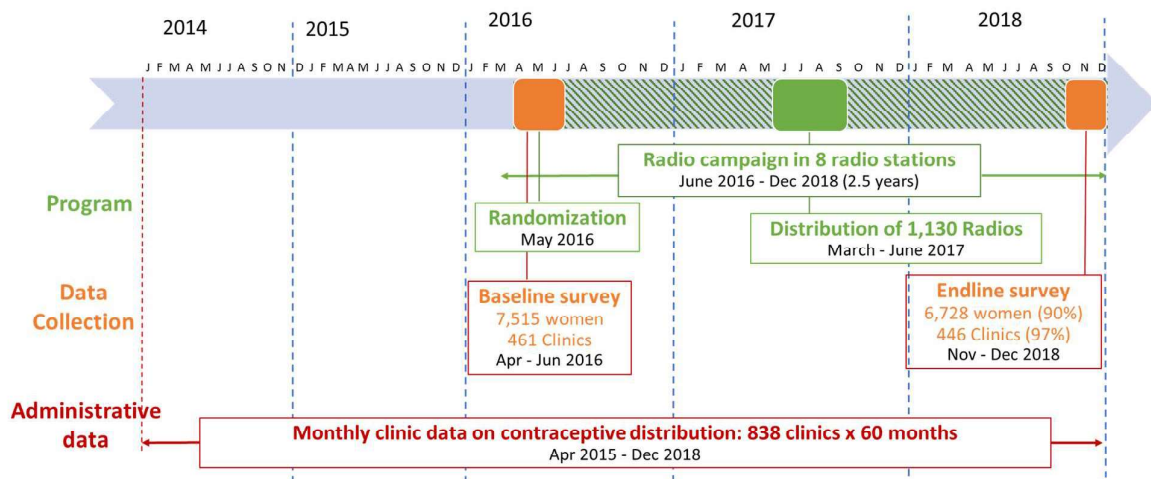 2014
2015
2016
2017
2018
J F M A M J J A S O N D J F M A M J J A S O N D J F M A M J J A S O N D J F M A M J J A S O N D J F M A M J J A S O N D
Radio campaign in 8 radio stations
June 2016 - Dec 2018 (2.5 years)
Program
Randomization
May 2016
Distribution of 1,130 Radios
March - June 2017
Data
Collection
Baseline survey
7,515 women
461 Clinics
Apr - Jun 2016
Endline survey
6,728 women (90%)
446 Clinics (97%)
Nov - Dec 2018
Administrative
data
Monthly clinic data on contraceptive distribution: 838 clinics x 60 months
Apr 2015 - Dec 2018